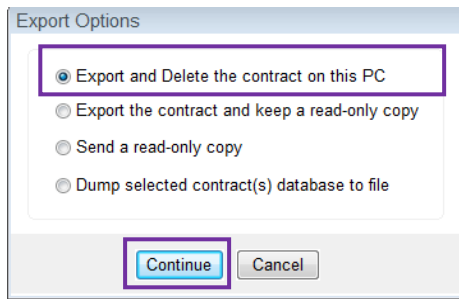 Export Options
Export and Delete the contract on this PC
Export the contract and keep a read-only copy
Send a read-only copy
Dump selected contract(s) database to file
Continue Cancel